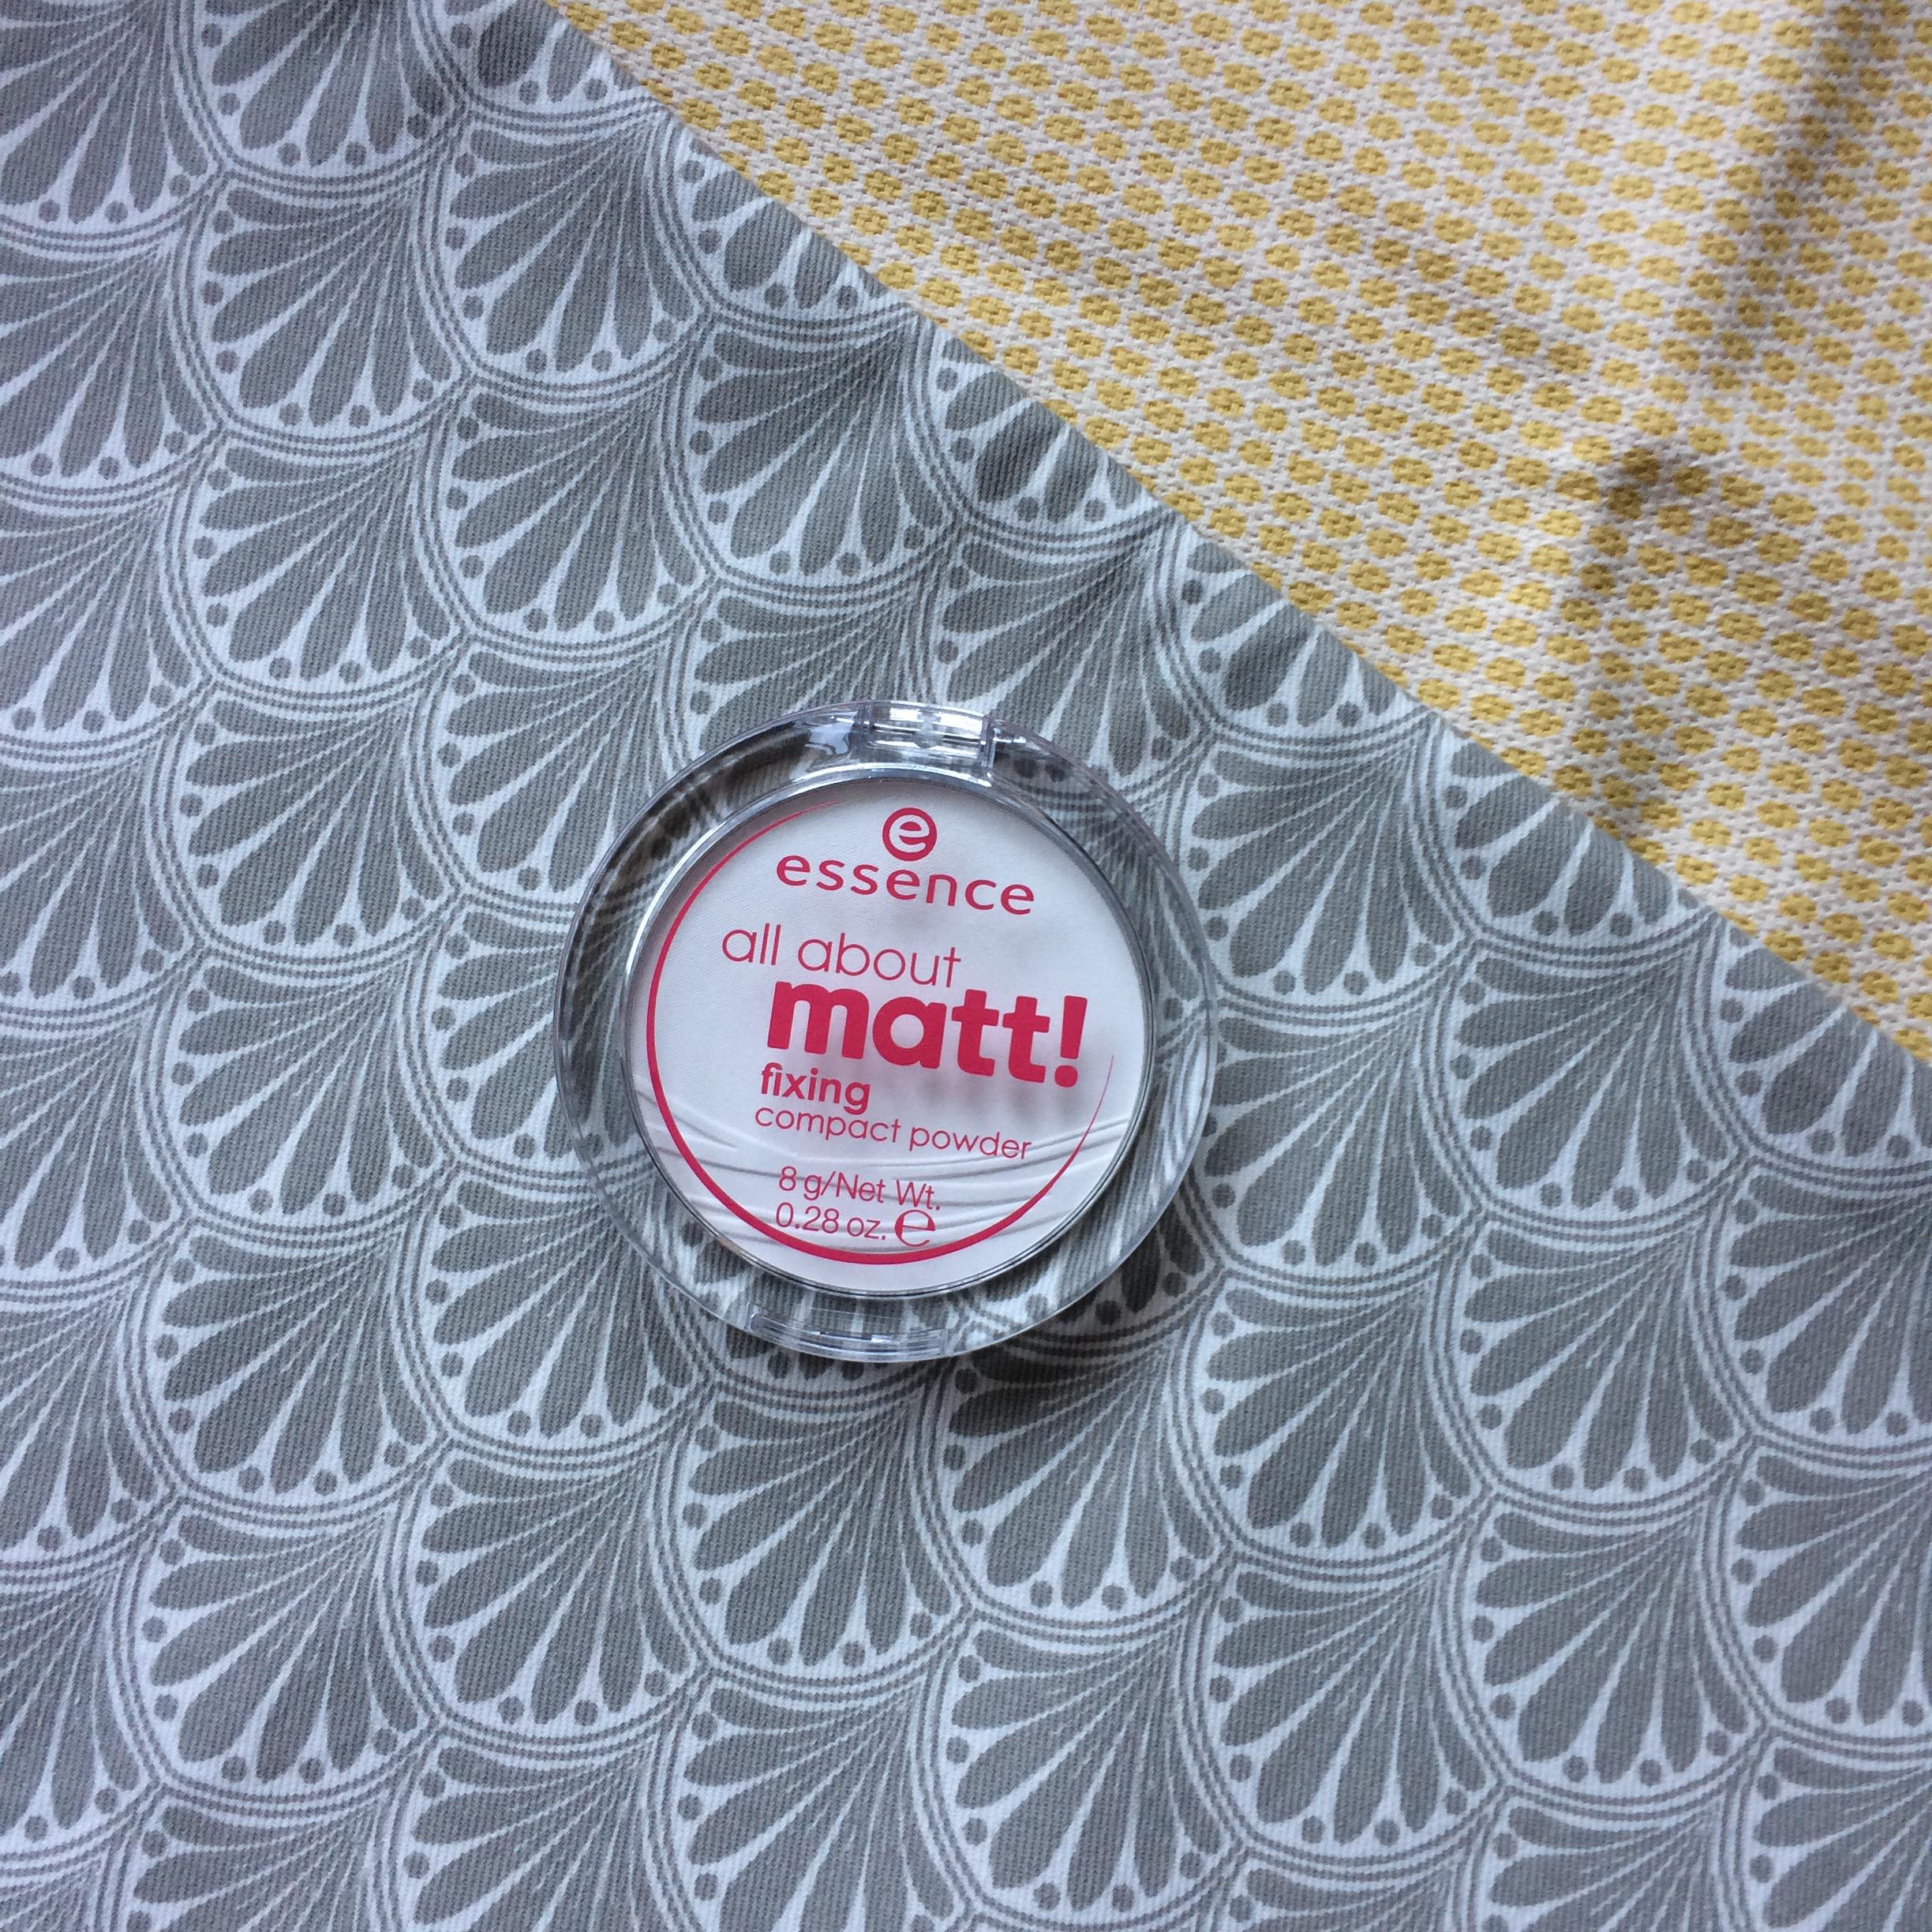 e
essence
all about
matt!
fixing
compact powder
8 g/Net Wt.
0.28 oz. ℮